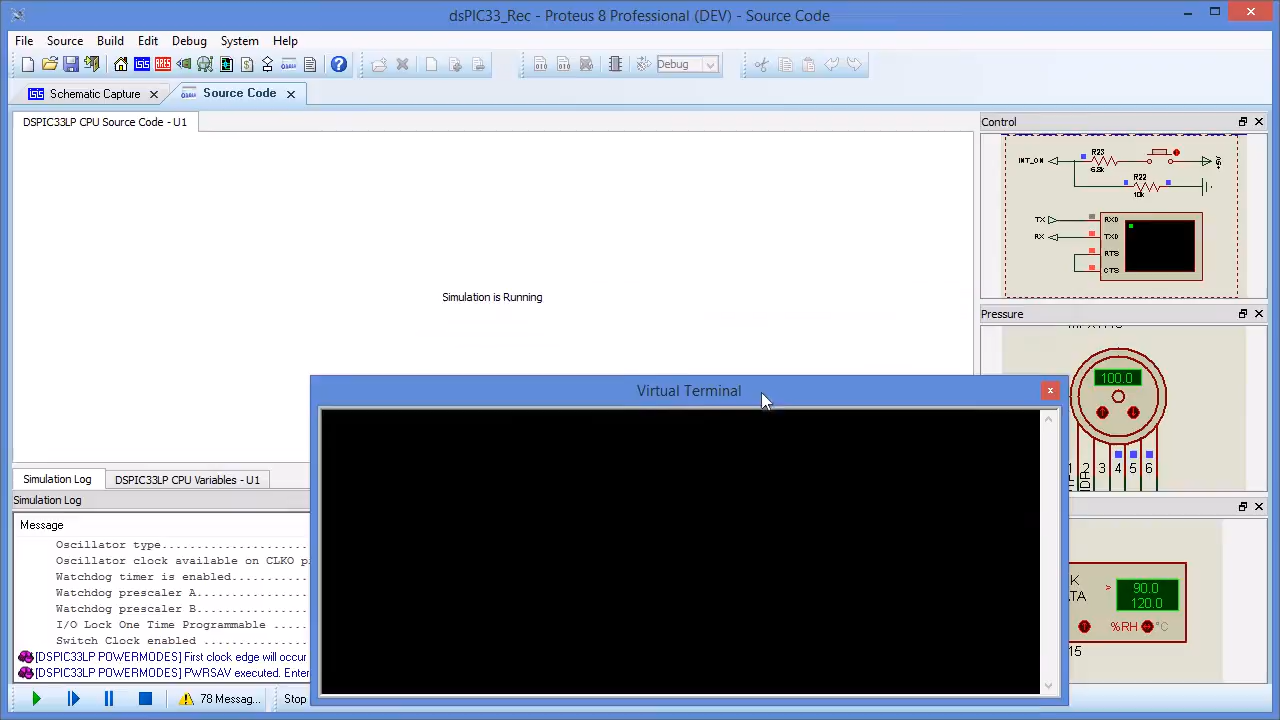 dsPIC33_Rec - Proteus 8 Professional (DEV) - Source Code
File Source Build Edit Debug System Help
Debug
Schematic Capture
Source Code
DSPIC33LP CPU Source Code - U1
Control
R23
INT_ON
6.8k
R22
10k
TX
RXD
RX
TXD
RTS
CTS
Simulation is Running
Pressure
100.0
1 2 3 4 5 6
Virtual Terminal
Simulation Log
DSPIC33LP CPU Variables - U1
Simulation Log
Message
Oscillator type..............................
Oscillator clock available on CLKO p
Watchdog timer is enabled.........
Watchdog prescaler A
Watchdog prescaler B..............
I/O Lock One Time Programmable ....
Switch Clock enabled ..............
[DSPIC33LP POWERMODES] First clock edge will occur
[DSPIC33LP POWERMODES] PWRSAV executed. Enter
K
ATA
>
90.0
120.0
%RH
°C
15
78 Messag...
Stop